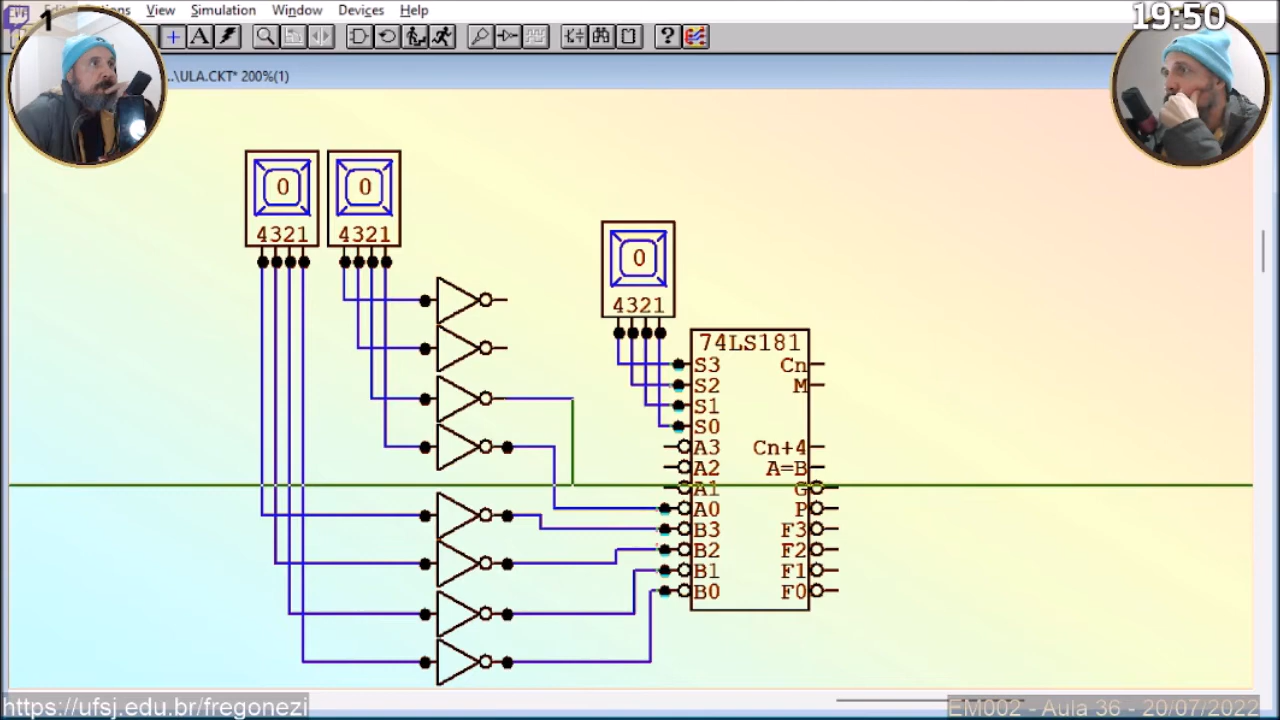 1
19:50
View Simulation Window Devices Help
A
?
..\ULA.CKT* 200%(1)
0
0
4321
4321
0
4321
74LS181
S3
Cn
S2
M
S1
S0
A3
Cn+4
A2
A=B
A1
G
A0
P
B3
F3
B2
F2
B1
F1
B0
F0
https://ufsj.edu.br/fregonezi
EM002 - Aula 36 - 20/07/2022